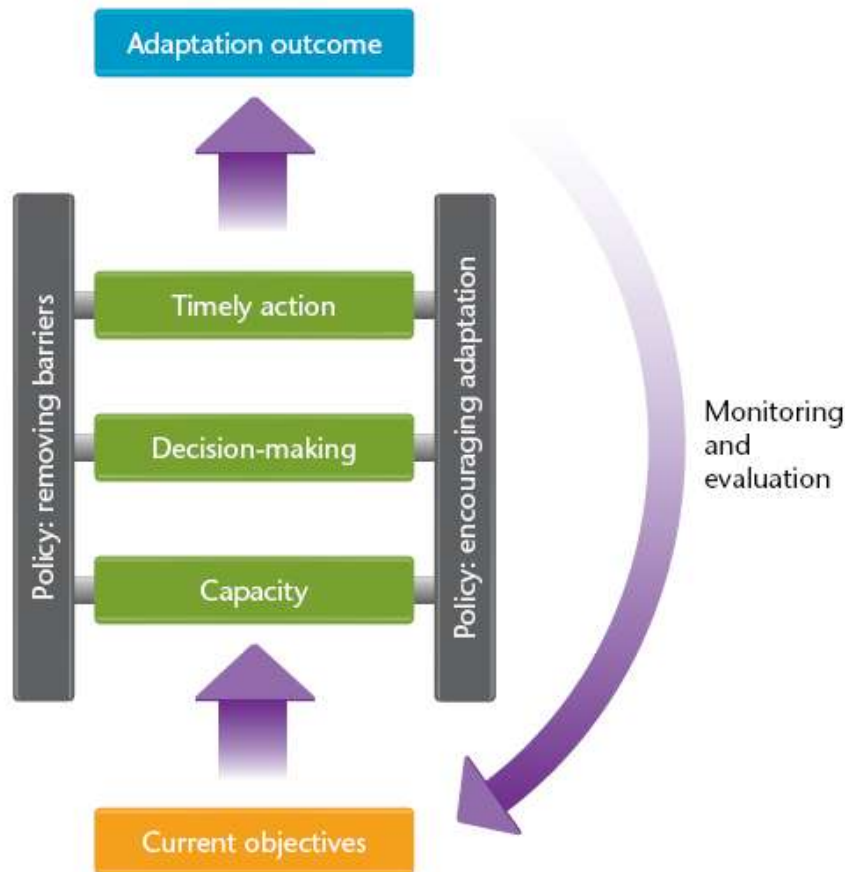 Adaptation outcome
Policy: removing barriers
Timely action
Decision-making
Capacity
Policy: encouraging adaptation
Monitoring
and
evaluation
Current objectives